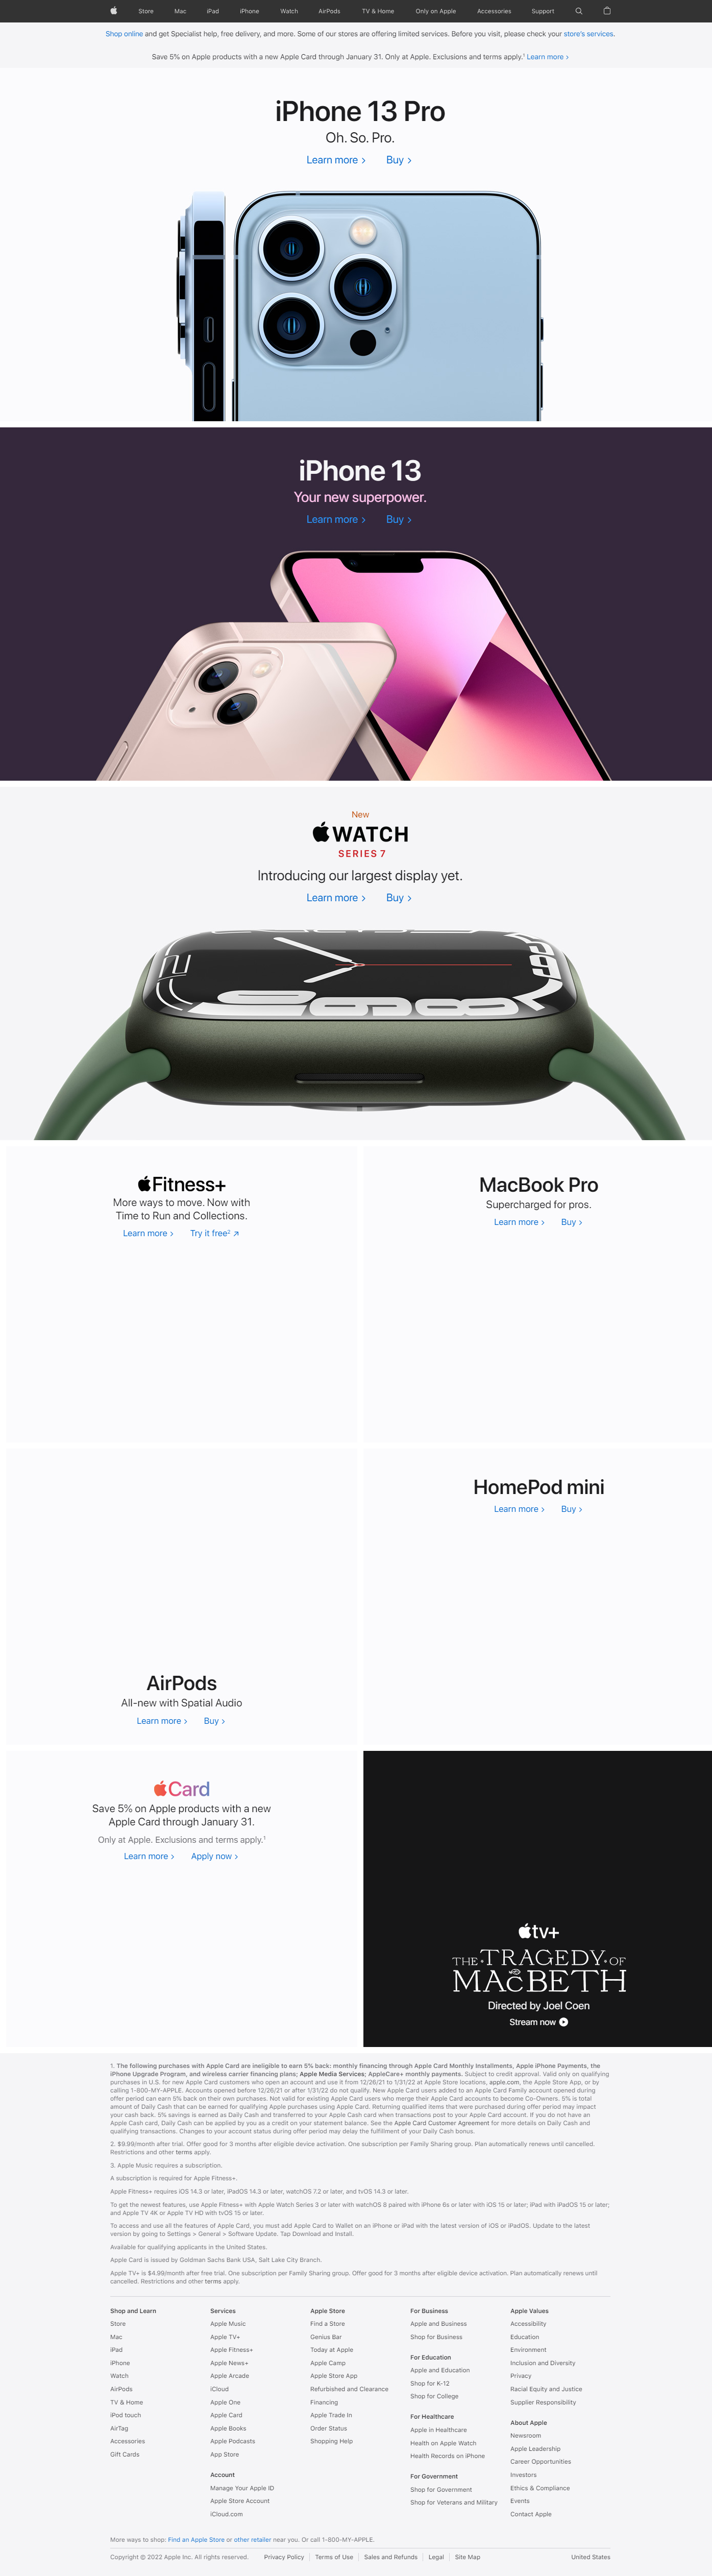 Store Mac iPad iPhone Watch AirPods TV & Home Only on Apple Accessories Support
Shop online and get Specialist help, free delivery, and more. Some of our stores are offering limited services. Before you visit, please check your store's services.
Save 5% on Apple products with a new Apple Card through January 31. Only at Apple. Exclusions and terms apply.¹ Learn more >
iPhone 13 Pro
Oh. So. Pro.
Learn more > Buy >
iPhone 13
Your new superpower.
Learn more > Buy >
New
WATCH
SERIES 7
Introducing our largest display yet.
Learn more > Buy >
Fitness+
More ways to move. Now with
Time to Run and Collections.
Learn more > Try it free² ↗
MacBook Pro
Supercharged for pros.
Learn more > Buy >
HomePod mini
Learn more > Buy >
AirPods
All-new with Spatial Audio
Learn more > Buy >
Card
Save 5% on Apple products with a new
Apple Card through January 31.
Only at Apple. Exclusions and terms apply.¹
Learn more > Apply now >
tv+
THE TRAGEDY OF
MACBETH
Directed by Joel Coen
Stream now
1. The following purchases with Apple Card are ineligible to earn 5% back: monthly financing through Apple Card Monthly Installments, Apple iPhone Payments, the
iPhone Upgrade Program, and wireless carrier financing plans; Apple Media Services; AppleCare+ monthly payments. Subject to credit approval. Valid only on qualifying
purchases in U.S. for new Apple Card customers who open an account and use it from 12/26/21 to 1/31/22 at Apple Store locations, apple.com, the Apple Store App, or by
calling 1-800-MY-APPLE. Accounts opened before 12/26/21 or after 1/31/22 do not qualify. New Apple Card users added to an Apple Card Family account opened during
offer period can earn 5% back on their own purchases. Not valid for existing Apple Card users who merge their Apple Card accounts to become Co-Owners. 5% is total
amount of Daily Cash that can be earned for qualifying Apple purchases using Apple Card. Returning qualified items that were purchased during offer period may impact
your cash back. 5% savings is earned as Daily Cash and transferred to your Apple Cash card when transactions post to your Apple Card account. If you do not have an
Apple Cash card, Daily Cash can be applied by you as a credit on your statement balance. See the Apple Card Customer Agreement for more details on Daily Cash and
qualifying transactions. Changes to your account status during offer period may delay the fulfillment of your Daily Cash bonus.
2. $9.99/month after trial. Offer good for 3 months after eligible device activation. One subscription per Family Sharing group. Plan automatically renews until cancelled.
Restrictions and other terms apply.
3. Apple Music requires a subscription.
A subscription is required for Apple Fitness+.
Apple Fitness+ requires iOS 14.3 or later, iPadOS 14.3 or later, watchOS 7.2 or later, and tvOS 14.3 or later.
To get the newest features, use Apple Fitness+ with Apple Watch Series 3 or later with watchOS 8 paired with iPhone 6s or later with iOS 15 or later; iPad with iPadOS 15 or later;
and Apple TV 4K or Apple TV HD with tvOS 15 or later.
To access and use all the features of Apple Card, you must add Apple Card to Wallet on an iPhone or iPad with the latest version of iOS or iPadOS. Update to the latest
version by going to Settings > General > Software Update. Tap Download and Install.
Available for qualifying applicants in the United States.
Apple Card is issued by Goldman Sachs Bank USA, Salt Lake City Branch.
Apple TV+ is $4.99/month after free trial. One subscription per Family Sharing group. Offer good for 3 months after eligible device activation. Plan automatically renews until
cancelled. Restrictions and other terms apply.
Shop and Learn
Store
Mac
iPad
iPhone
Watch
AirPods
TV & Home
iPod touch
AirTag
Accessories
Gift Cards
Services
Apple Music
Apple TV+
Apple Fitness+
Apple News+
Apple Arcade
iCloud
Apple One
Apple Card
Apple Books
Apple Podcasts
App Store
Account
Manage Your Apple ID
Apple Store Account
iCloud.com
Apple Store
Find a Store
Genius Bar
Today at Apple
Apple Camp
Apple Store App
Refurbished and Clearance
Financing
Apple Trade In
Order Status
Shopping Help
For Business
Apple and Business
Shop for Business
For Education
Apple and Education
Shop for K-12
Shop for College
For Healthcare
Apple in Healthcare
Health on Apple Watch
Health Records on iPhone
For Government
Shop for Government
Shop for Veterans and Military
Apple Values
Accessibility
Education
Environment
Inclusion and Diversity
Privacy
Racial Equity and Justice
Supplier Responsibility
About Apple
Newsroom
Apple Leadership
Career Opportunities
Investors
Ethics & Compliance
Events
Contact Apple
More ways to shop: Find an Apple Store or other retailer near you. Or call 1-800-MY-APPLE.
Copyright © 2022 Apple Inc. All rights reserved. Privacy Policy | Terms of Use | Sales and Refunds | Legal | Site Map United States